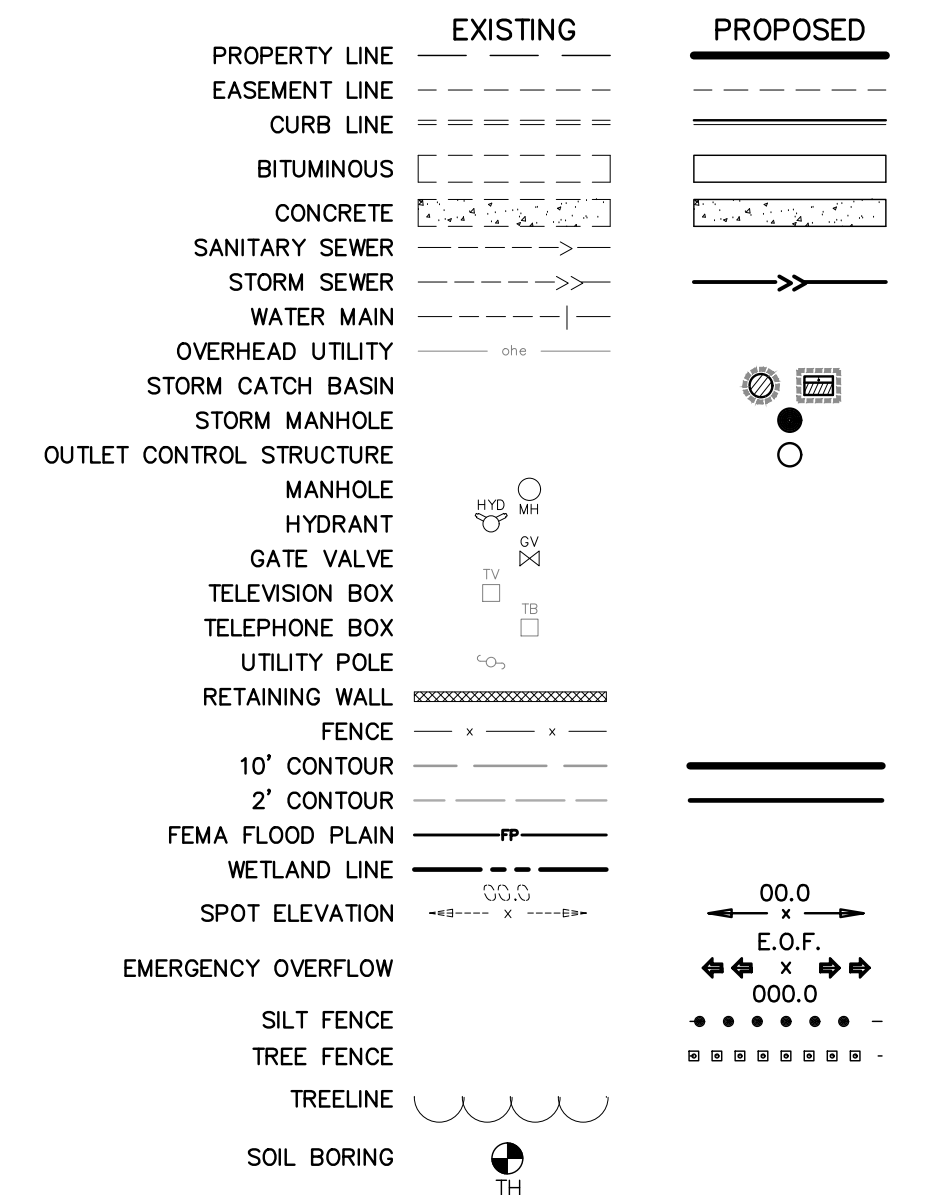 EXISTING PROPOSED
PROPERTY LINE
EASEMENT LINE
CURB LINE
BITUMINOUS
CONCRETE
SANITARY SEWER
STORM SEWER
WATER MAIN
OVERHEAD UTILITY ohe
STORM CATCH BASIN
STORM MANHOLE
OUTLET CONTROL STRUCTURE
MANHOLE
MH
HYD
HYDRANT
GV
GATE VALVE
TV
TELEVISION BOX
TB
TELEPHONE BOX
UTILITY POLE
RETAINING WALL
FENCE x x
10' CONTOUR
2' CONTOUR
FEMA FLOOD PLAIN FP
WETLAND LINE
00.0 00.0
SPOT ELEVATION x x
E.O.F.
EMERGENCY OVERFLOW x
000.0
SILT FENCE
TREE FENCE
TREELINE
SOIL BORING
TH